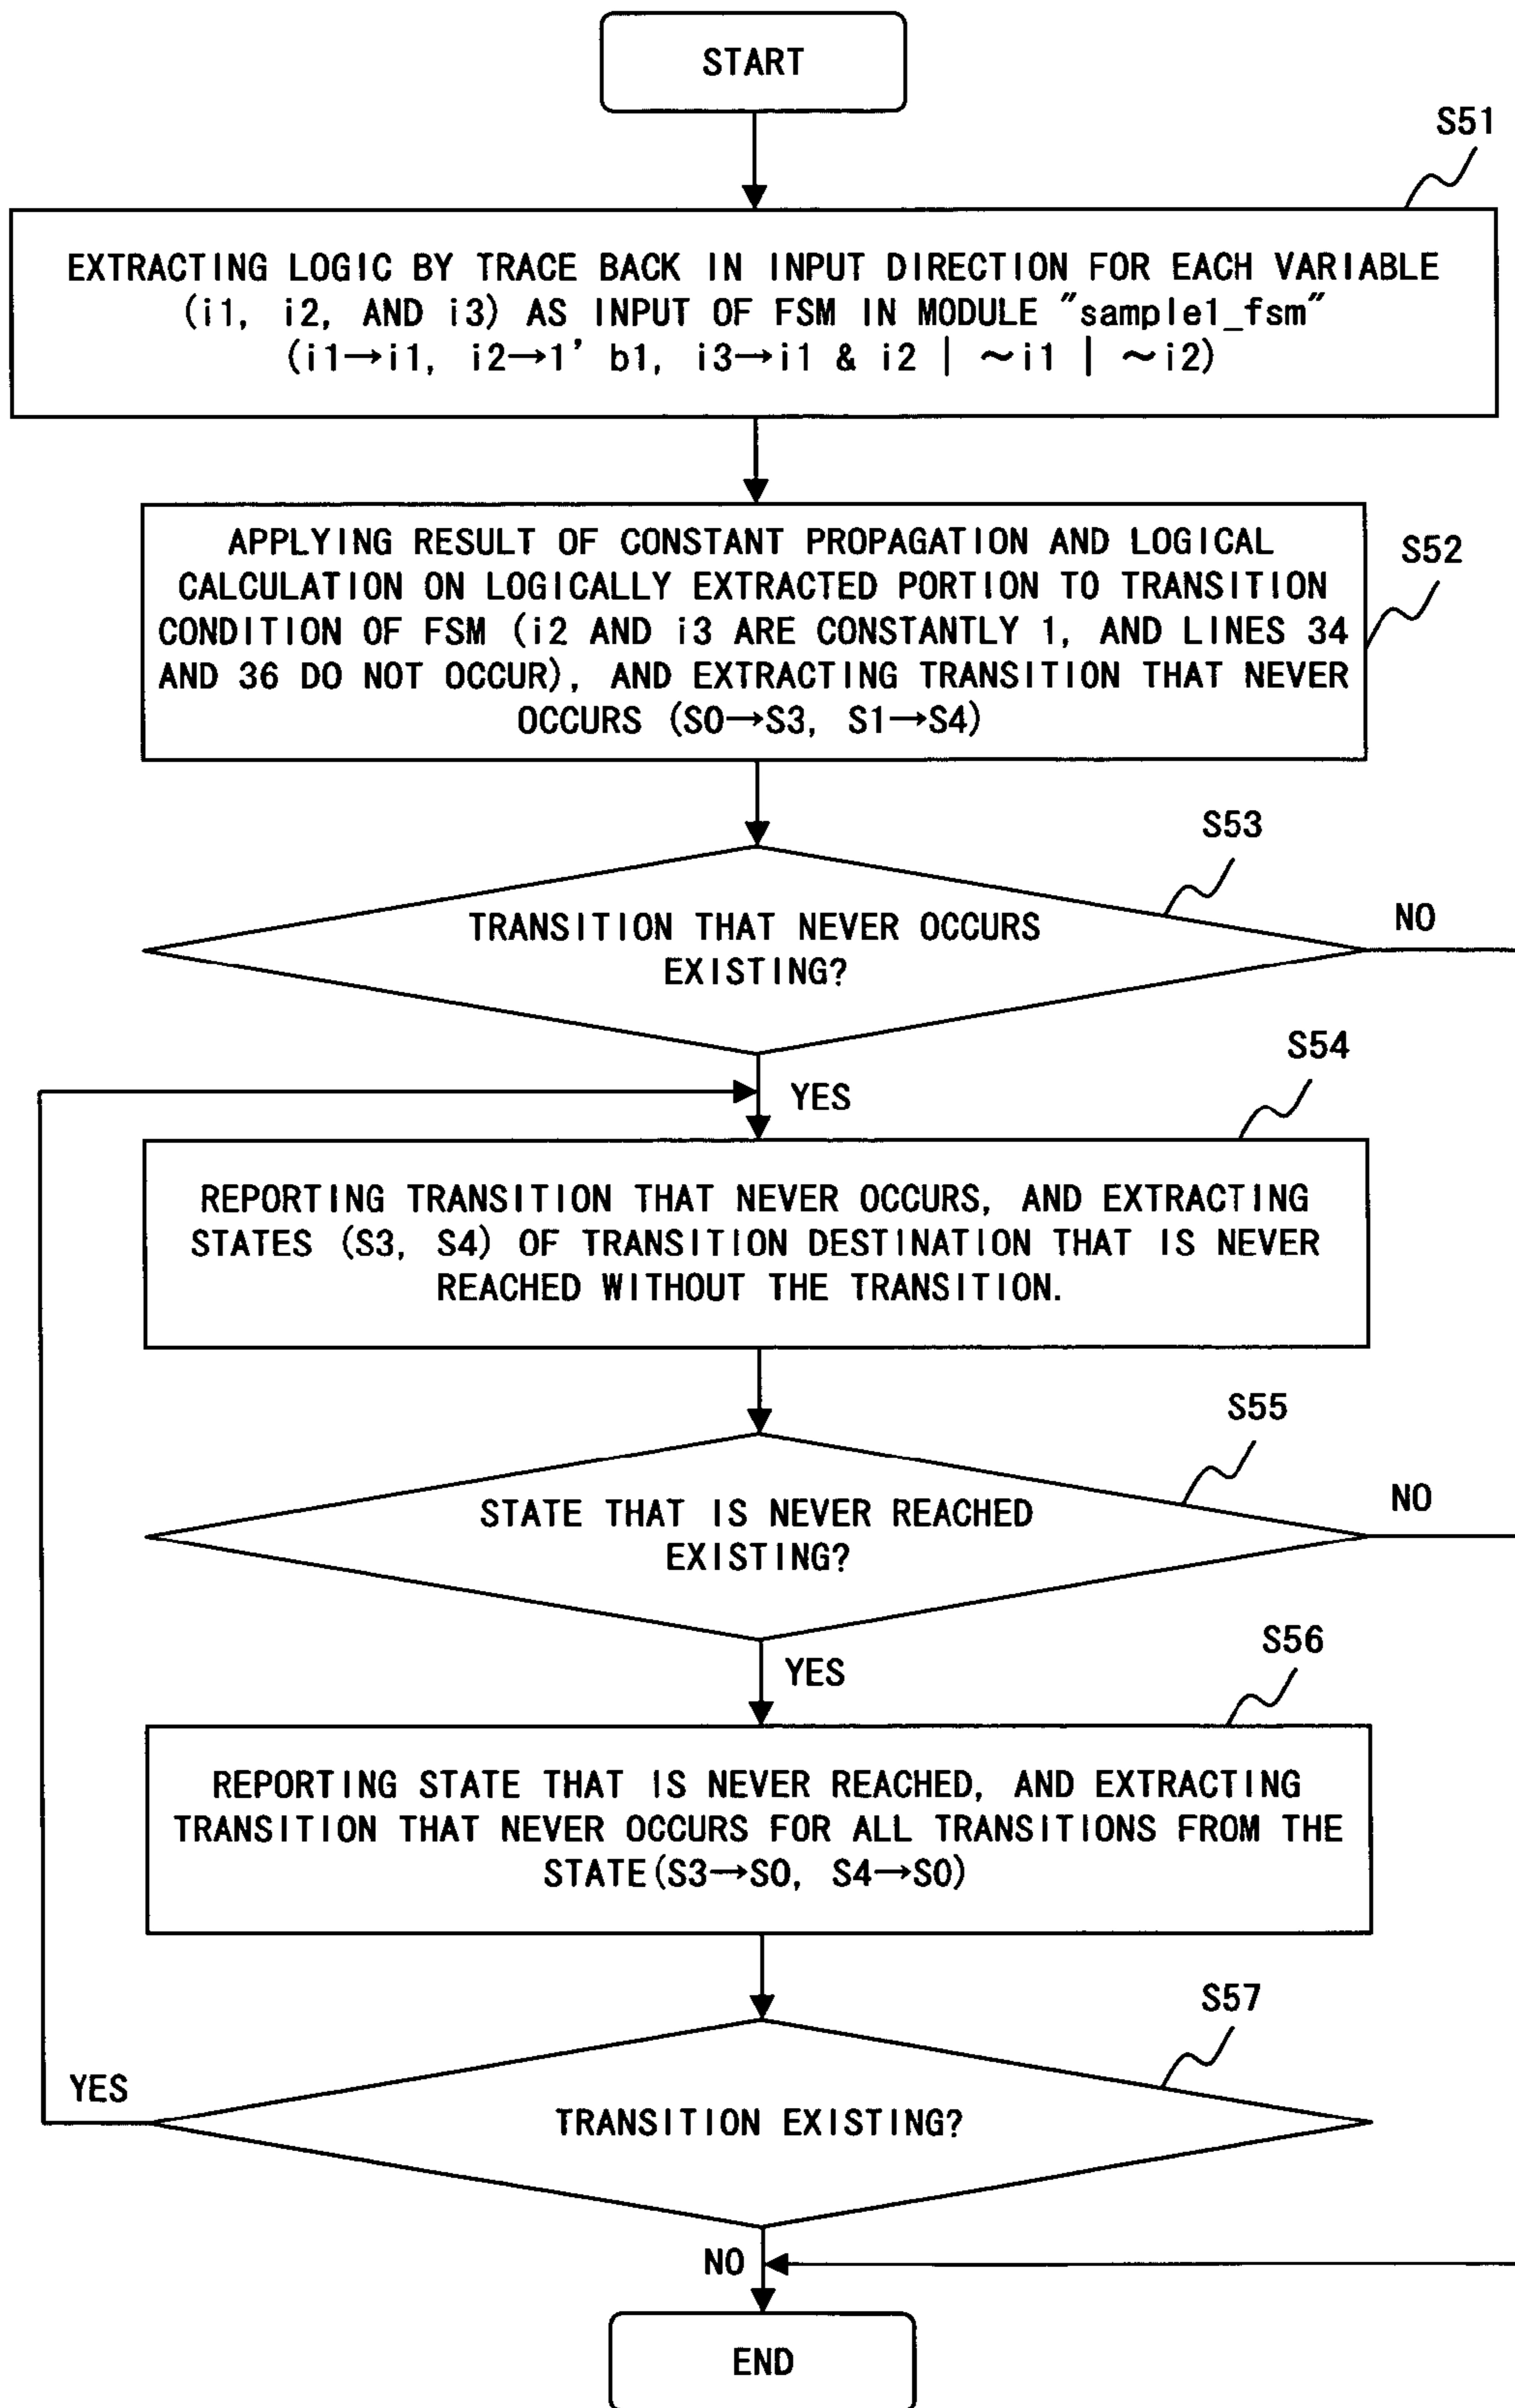 START
S51
EXTRACTING LOGIC BY TRACE BACK IN INPUT DIRECTION FOR EACH VARIABLE
(i1, i2, AND i3) AS INPUT OF FSM IN MODULE "sample1_fsm"
(i1→i1, i2→1' b1, i3→i1 & i2 | ~i1 | ~i2)
S52
APPLYING RESULT OF CONSTANT PROPAGATION AND LOGICAL
CALCULATION ON LOGICALLY EXTRACTED PORTION TO TRANSITION
CONDITION OF FSM (i2 AND i3 ARE CONSTANTLY 1, AND LINES 34
AND 36 DO NOT OCCUR), AND EXTRACTING TRANSITION THAT NEVER
OCCURS (S0→S3, S1→S4)
S53
TRANSITION THAT NEVER OCCURS
EXISTING?
NO
YES
S54
REPORTING TRANSITION THAT NEVER OCCURS, AND EXTRACTING
STATES (S3, S4) OF TRANSITION DESTINATION THAT IS NEVER
REACHED WITHOUT THE TRANSITION.
S55
STATE THAT IS NEVER REACHED
EXISTING?
NO
YES
S56
REPORTING STATE THAT IS NEVER REACHED, AND EXTRACTING
TRANSITION THAT NEVER OCCURS FOR ALL TRANSITIONS FROM THE
STATE(S3→S0, S4→S0)
S57
TRANSITION EXISTING?
YES
NO
END